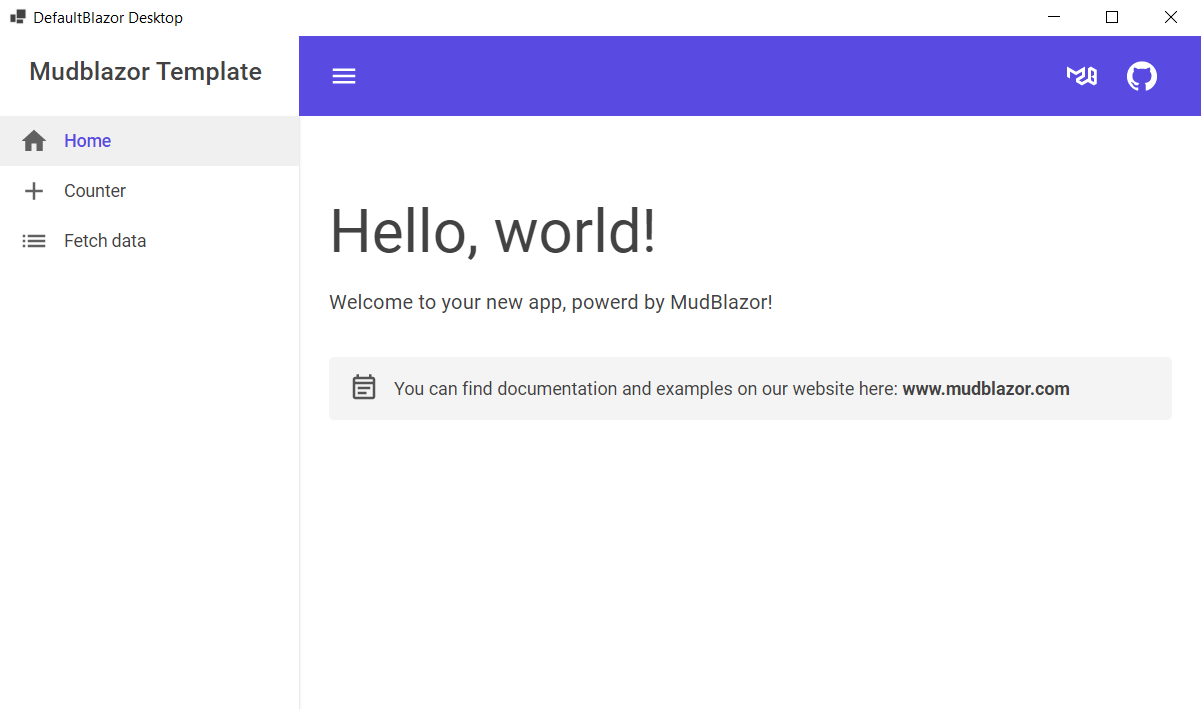 DefaultBlazor Desktop
Mudblazor Template
Home
Counter
Fetch data
Hello, world!
Welcome to your new app, powerd by MudBlazor!
You can find documentation and examples on our website here: www.mudblazor.com